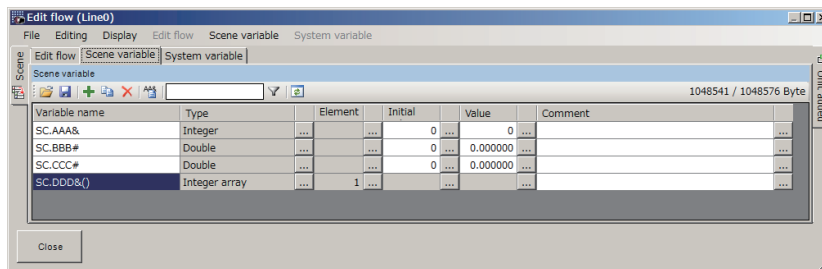 Edit flow (Line0)
File Editing Display Edit flow Scene variable System variable
Scene
Edit flow Scene variable System variable
Scene variable
1048541 / 1048576 Byte
Variable name Type ... Element ... Initial ... Value ... Comment ...
SC.AAA& Integer ... ... 0 ... 0 ... ...
SC.BBB# Double ... ... 0 ... 0.000000 ... ...
SC.CCC# Double ... ... 0 ... 0.000000 ... ...
SC.DDD&() Integer array ... 1 ... ... ... ...
Close